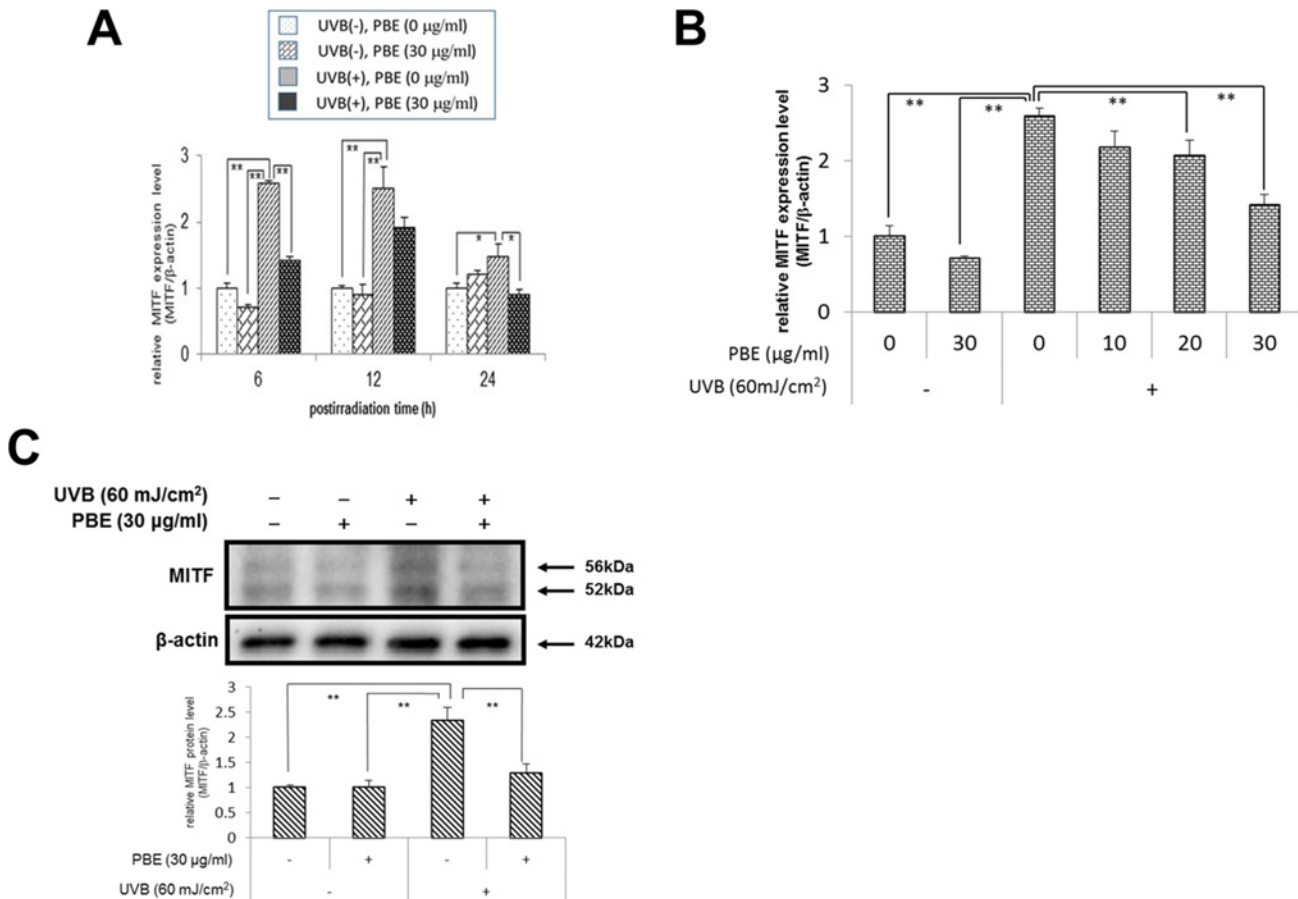 A
UVB(-), PBE (0 μg/ml)
UVB(-), PBE (30 μg/ml)
UVB(+), PBE (0 μg/ml)
UVB(+), PBE (30 μg/ml)
relative MITF expression level
(MITF/β-actin)
3
2
1
0
** ** **
** **
* *
6 12 24
postirradiation time (h)
B
relative MITF expression level
(MITF/β-actin)
3
2
1
0
** ** ** **
PBE (μg/ml) 0 30 0 10 20 30
UVB (60mJ/cm²) - +
C
UVB (60 mJ/cm²) – – + +
PBE (30 μg/ml) – + – +
MITF
56kDa
52kDa
β-actin
42kDa
relative MITF protein level
(MITF/β-actin)
3
2.5
2
1.5
1
0.5
0
** ** **
PBE (30 μg/ml) - + - +
UVB (60 mJ/cm²) - +